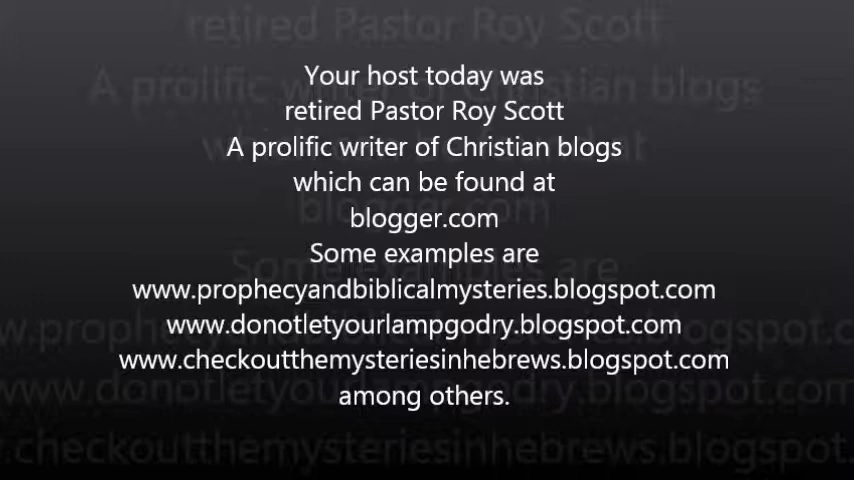 Your host today was
retired Pastor Roy Scott
A prolific writer of Christian blogs
which can be found at
blogger.com
Some examples are
www.prophecyandbiblicalmysteries.blogspot.com
www.donotletyourlampgodry.blogspot.com
www.checkoutthemysteriesinhebrews.blogspot.com
among others.